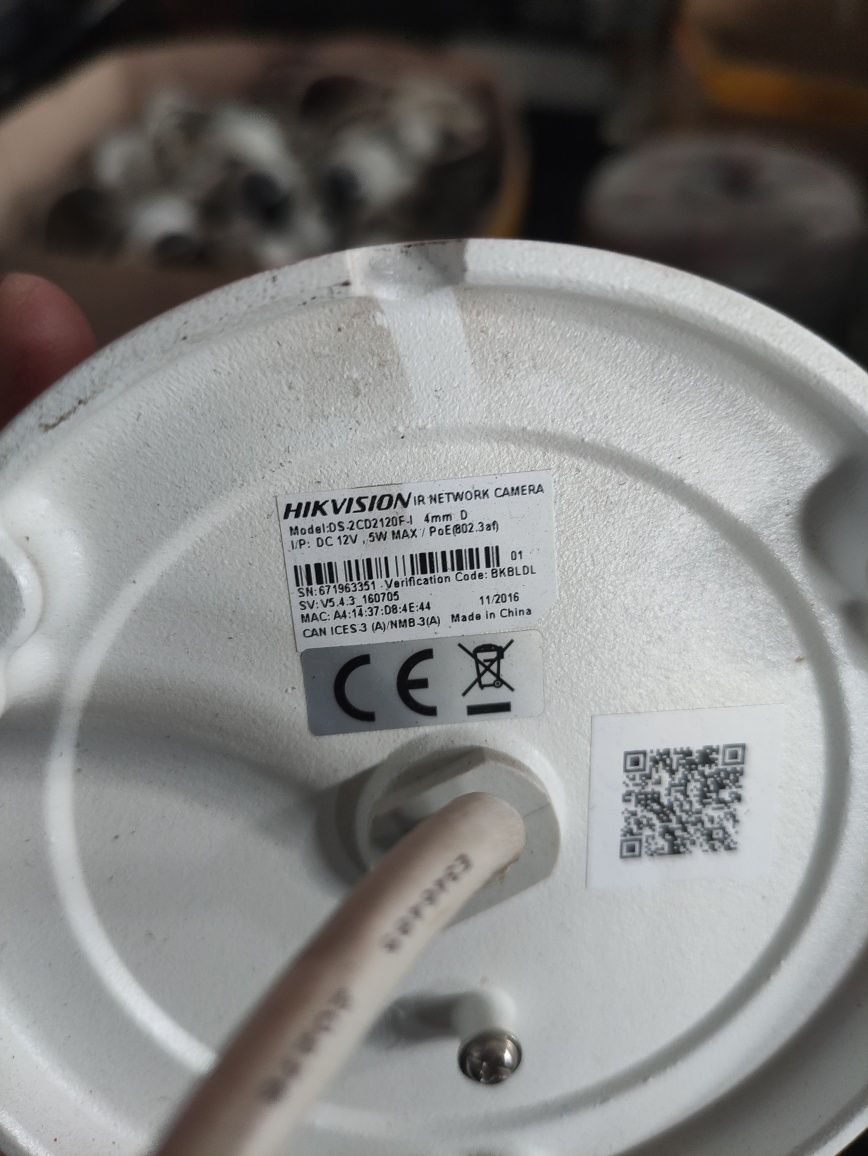 HIKVISION IR NETWORK CAMERA
Model:DS-2CD2120F-I 4mm D
I/P: DC 12V , 5W MAX / PoE(802.3af)
01
SN:671963351 Verification Code: BKBLDL
SV: V5.4.3_160705 11/2016
MAC: A4:14:37:D8:4E:44 Made in China
CAN ICES-3 (A)/NMB-3(A)
CE